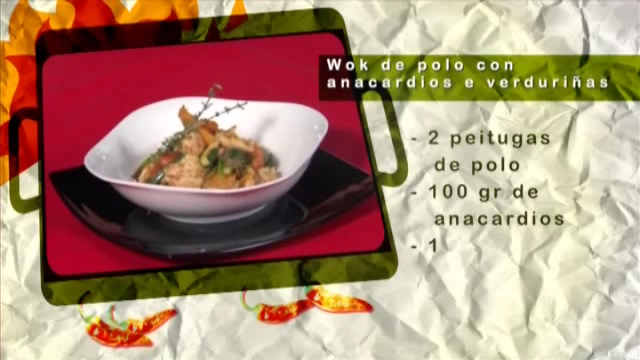 Wok de polo con
anacardios e verduriñas
- 2 peitugas
de polo
- 100 gr de
anacardios
- 1